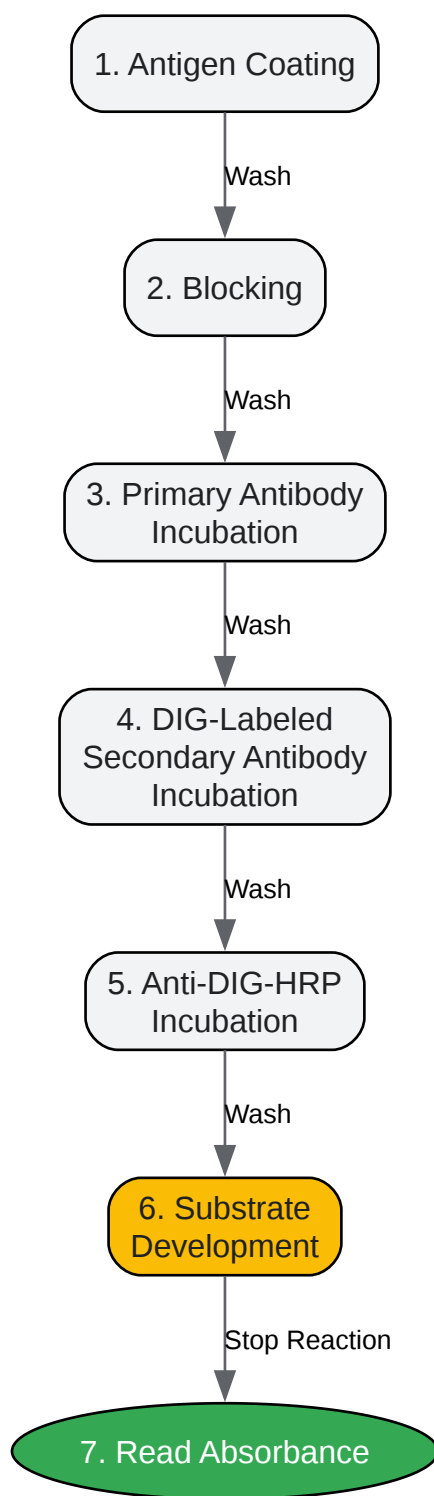 1. Antigen Coating
Wash
2. Blocking
Wash
3. Primary Antibody
Incubation
Wash
4. DIG-Labeled
Secondary Antibody
Incubation
Wash
5. Anti-DIG-HRP
Incubation
Wash
6. Substrate
Development
Stop Reaction
7. Read Absorbance